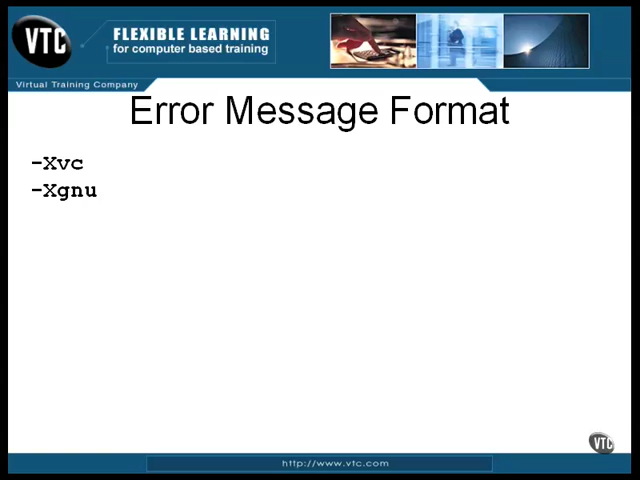 VTC
FLEXIBLE LEARNING
for computer based training
Virtual Training Company
Error Message Format
-Xvc
-Xgnu
VTC
http://www.vtc.com